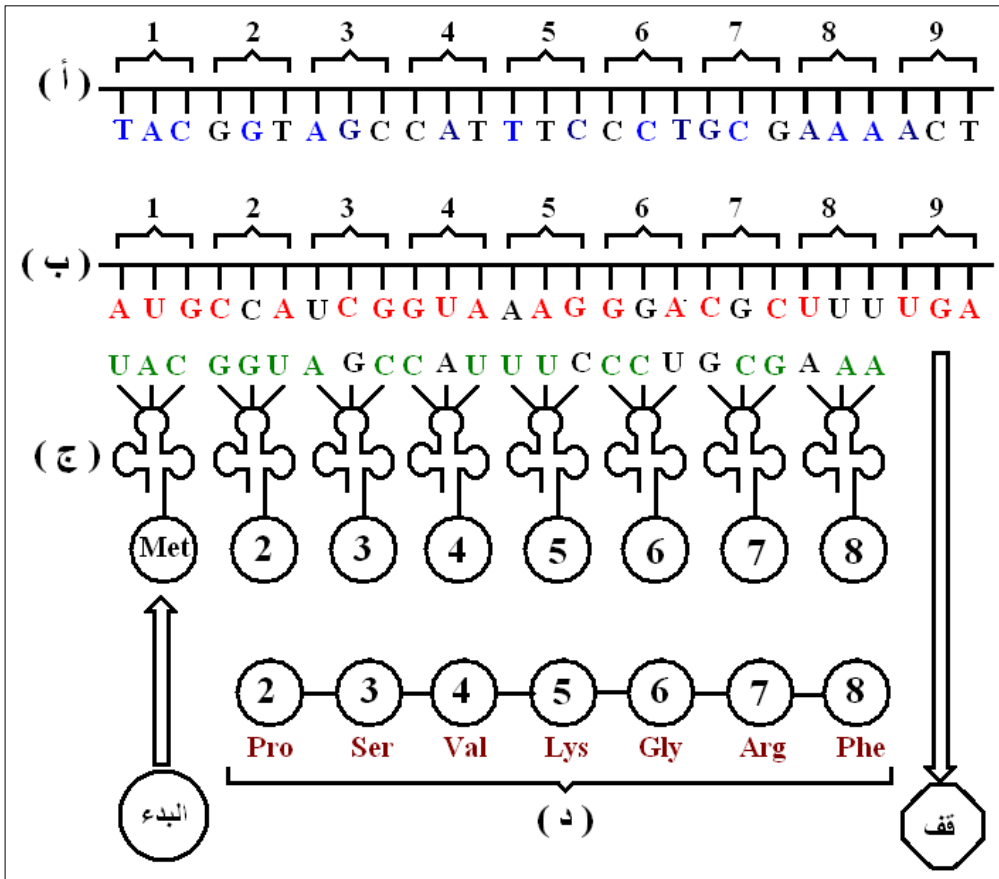 1 2 3 4 5 6 7 8 9
( أ )
T A C G G T A G C C A T T T C C C T G C G A A A A C T
1 2 3 4 5 6 7 8 9
( ب )
A U G C C A U C G G U A A A G G G A C G C U U U U G A
U A C G G U A G C C A U U U C C C U G C G A A A
( ج )
Met 2 3 4 5 6 7 8
2 3 4 5 6 7 8
Pro Ser Val Lys Gly Arg Phe
البدء
( د )
قف